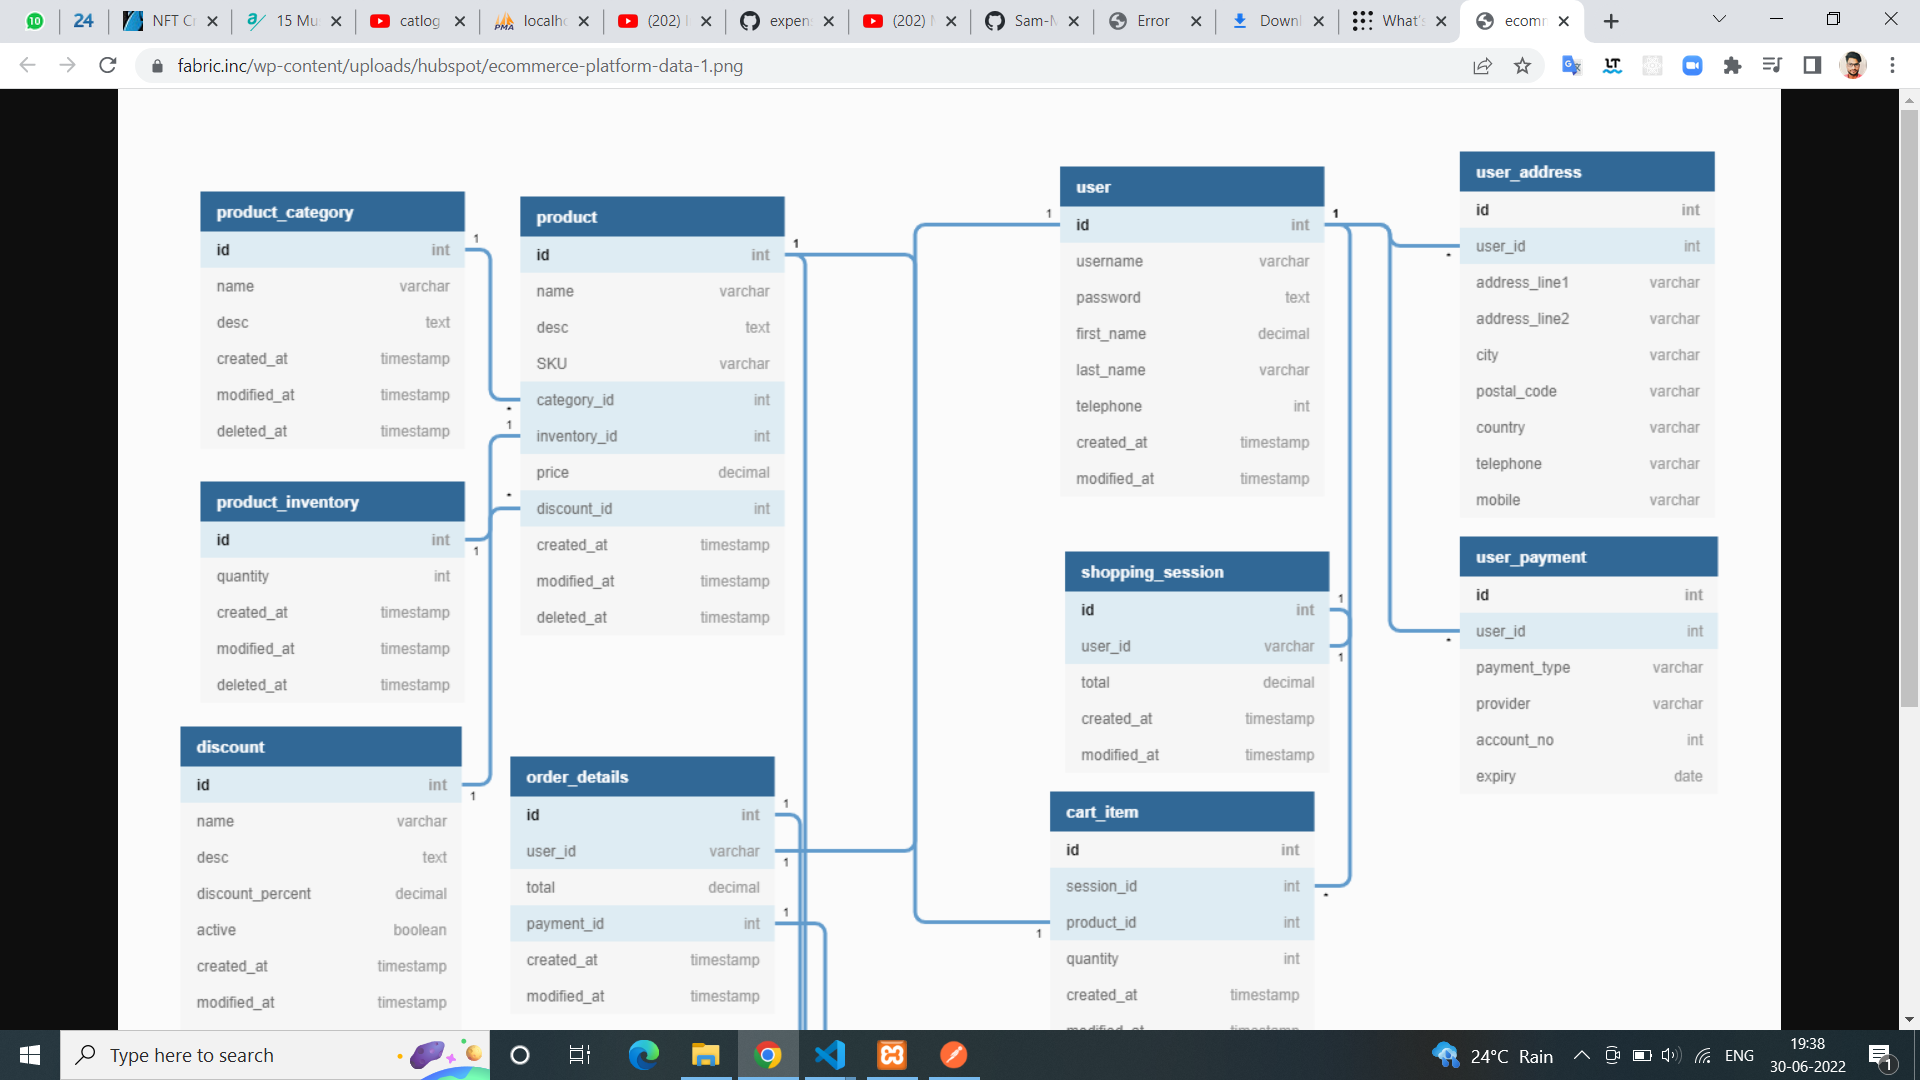 10
24
NFT Cr
15 Mu
catlog
localho
(202) I
expen
(202) M
Sam-M
Error
Downl
What's
ecomm
fabric.inc/wp-content/uploads/hubspot/ecommerce-platform-data-1.png
product_category
id int 1
name varchar
desc text
created_at timestamp
modified_at timestamp
deleted_at timestamp
product_inventory
id int 1
quantity int
created_at timestamp
modified_at timestamp
deleted_at timestamp
discount
id int 1
name varchar
desc text
discount_percent decimal
active boolean
created_at timestamp
modified_at timestamp
product
id int 1
name varchar
desc text
SKU varchar
* category_id int
1 inventory_id int
price decimal
* discount_id int
created_at timestamp
modified_at timestamp
deleted_at timestamp
order_details
id int 1
user_id varchar 1
total decimal
payment_id int 1
created_at timestamp
modified_at timestamp
user
1 id int 1
username varchar
password text
first_name decimal
last_name varchar
telephone int
created_at timestamp
modified_at timestamp
shopping_session
id int 1
user_id varchar 1
total decimal
created_at timestamp
modified_at timestamp
cart_item
id int
session_id int *
1 product_id int
quantity int
created_at timestamp
modified_at timestamp
user_address
id int
* user_id int
address_line1 varchar
address_line2 varchar
city varchar
postal_code varchar
country varchar
telephone varchar
mobile varchar
user_payment
id int
* user_id int
payment_type varchar
provider varchar
account_no int
expiry date
Type here to search
24°C Rain
ENG
19:38
30-06-2022
1